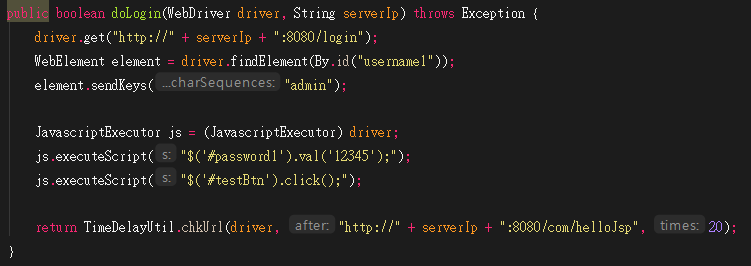 public boolean doLogin(WebDriver driver, String serverIp) throws Exception {
driver.get("http://" + serverIp + ":8080/login");
WebElement element = driver.findElement(By.id("username1"));
element.sendKeys( ...charSequences: "admin");
JavascriptExecutor js = (JavascriptExecutor) driver;
js.executeScript( s: "$('#password1').val('12345');");
js.executeScript( s: "$('#testBtn').click();");
return TimeDelayUtil.chkUrl(driver, after: "http://" + serverIp + ":8080/com/helloJsp", times: 20);
}